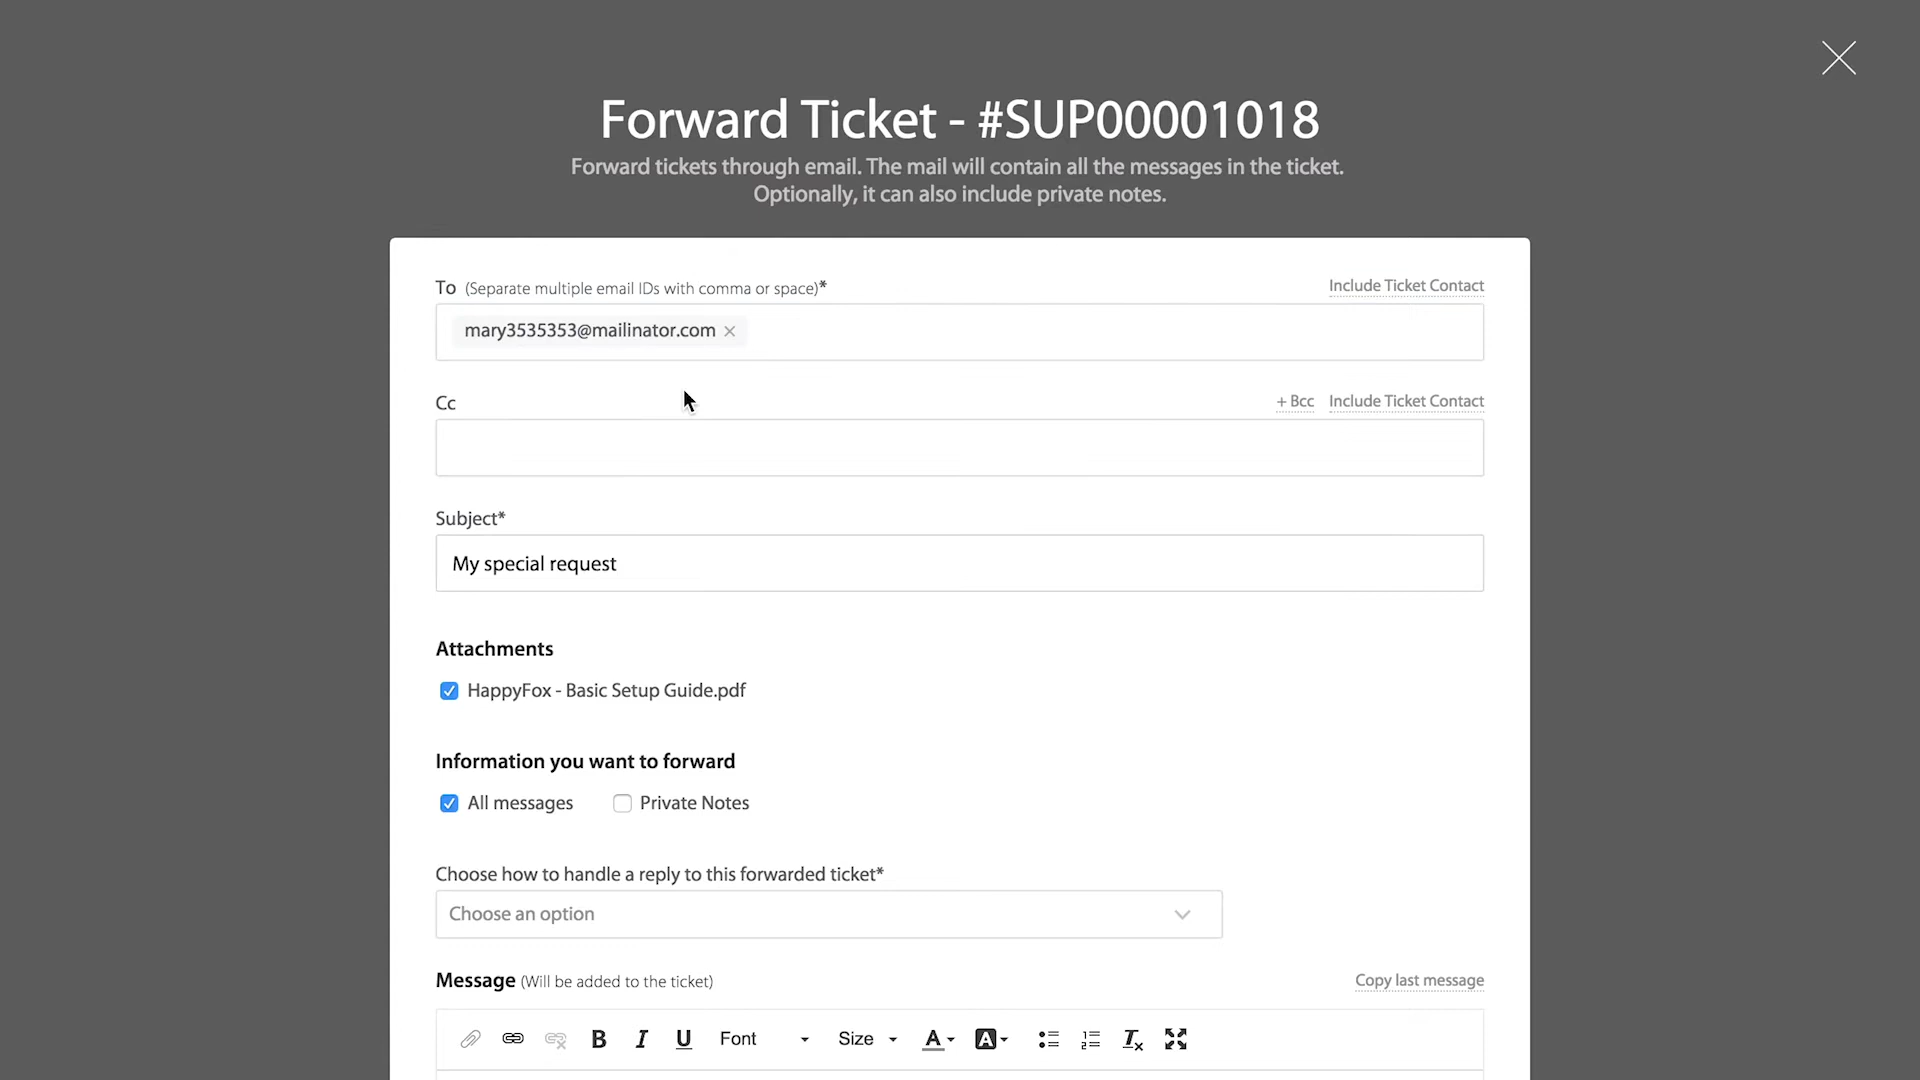 Forward Ticket - #SUP00001018
Forward tickets through email. The mail will contain all the messages in the ticket.
Optionally, it can also include private notes.
To (Separate multiple email IDs with comma or space)* Include Ticket Contact
mary3535353@mailinator.com
Cc + Bcc Include Ticket Contact
Subject*
My special request
Attachments
HappyFox - Basic Setup Guide.pdf
Information you want to forward
All messages Private Notes
Choose how to handle a reply to this forwarded ticket*
Choose an option
Message (Will be added to the ticket) Copy last message
B I U Font Size A A